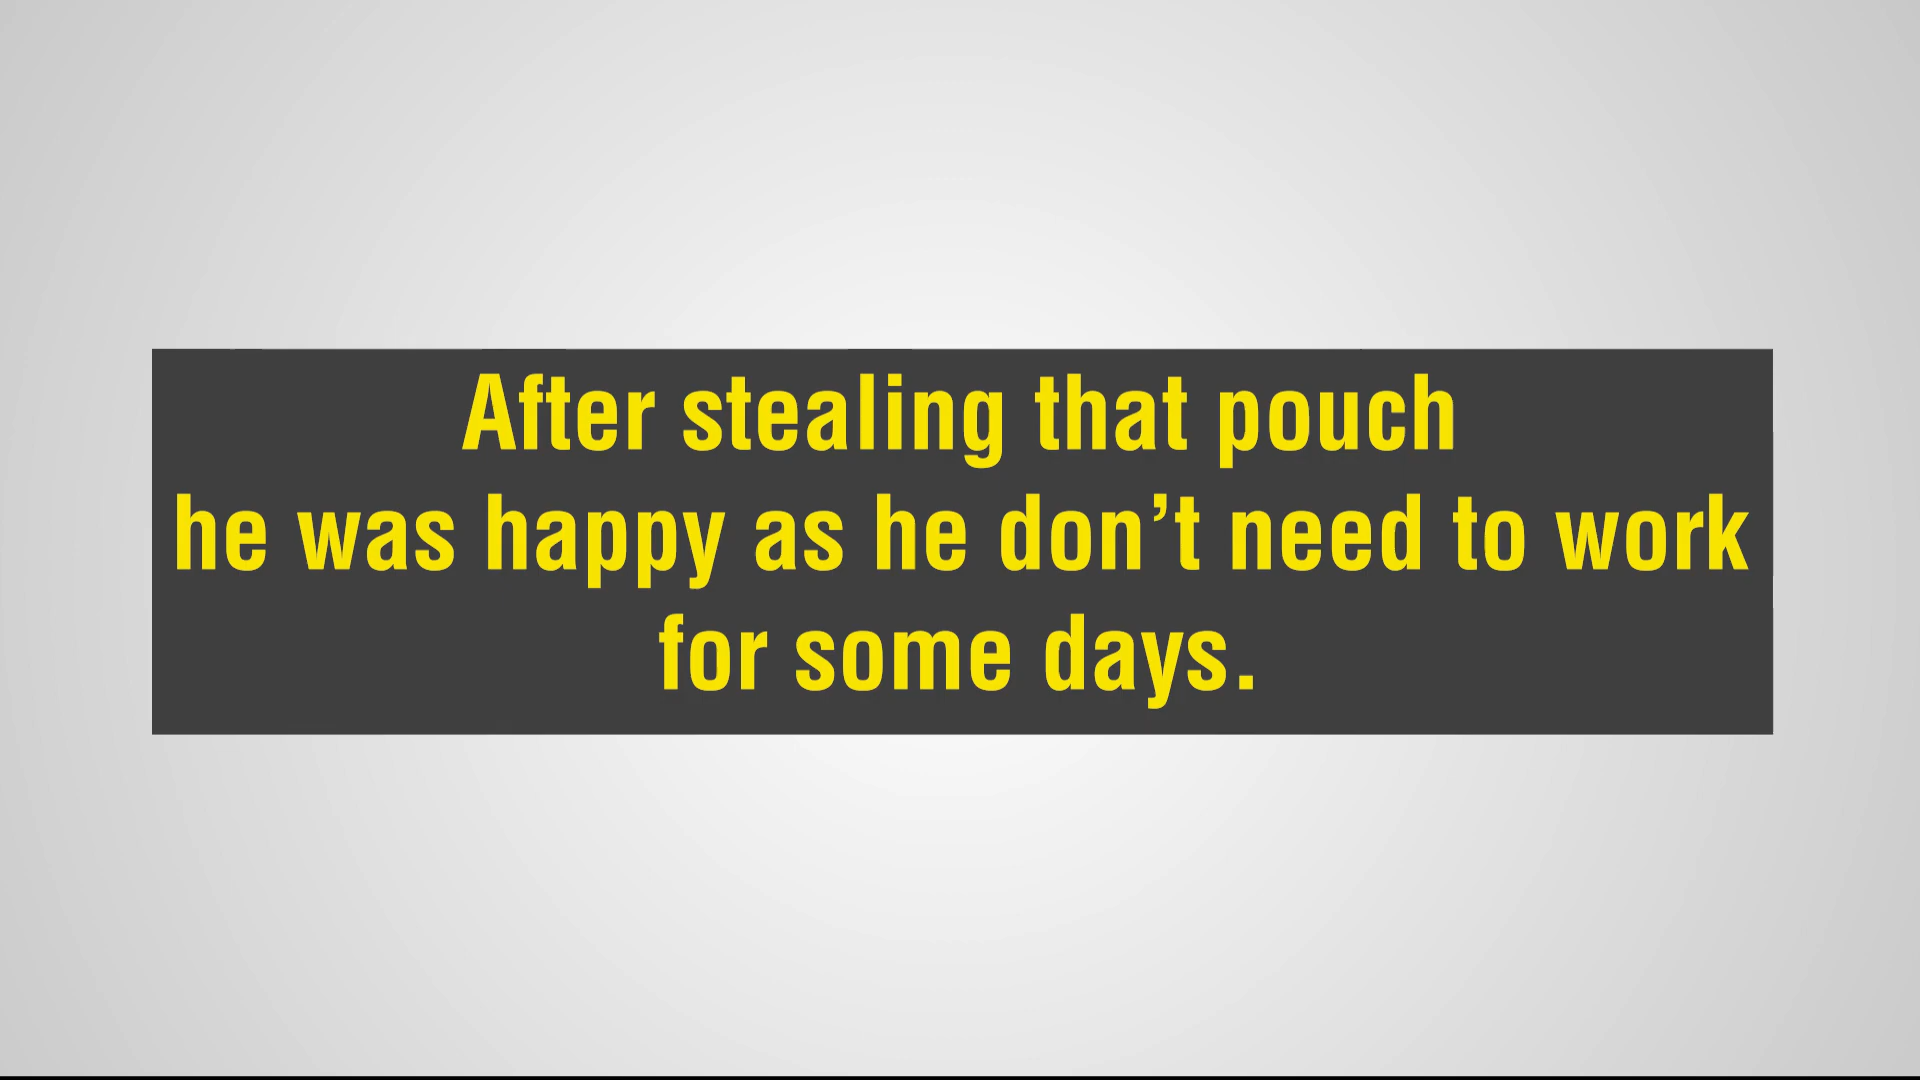 After stealing that pouch
he was happy as he don’t need to work
for some days.